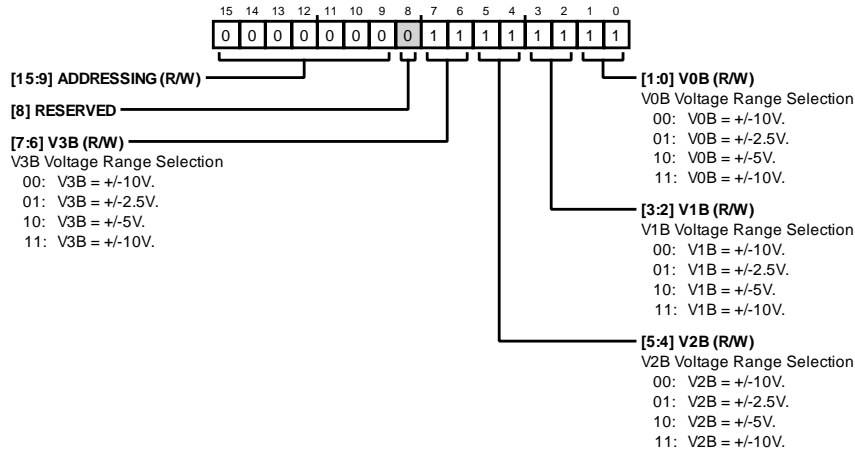 15 14 13 12 11 10 9 8 7 6 5 4 3 2 1 0
0 0 0 0 0 0 0 0 1 1 1 1 1 1 1 1
[15:9] ADDRESSING (R/W)
[8] RESERVED
[7:6] V3B (R/W)
V3B Voltage Range Selection
00: V3B = +/-10V.
01: V3B = +/-2.5V.
10: V3B = +/-5V.
11: V3B = +/-10V.
[1:0] V0B (R/W)
V0B Voltage Range Selection
00: V0B = +/-10V.
01: V0B = +/-2.5V.
10: V0B = +/-5V.
11: V0B = +/-10V.
[3:2] V1B (R/W)
V1B Voltage Range Selection
00: V1B = +/-10V.
01: V1B = +/-2.5V.
10: V1B = +/-5V.
11: V1B = +/-10V.
[5:4] V2B (R/W)
V2B Voltage Range Selection
00: V2B = +/-10V.
01: V2B = +/-2.5V.
10: V2B = +/-5V.
11: V2B = +/-10V.